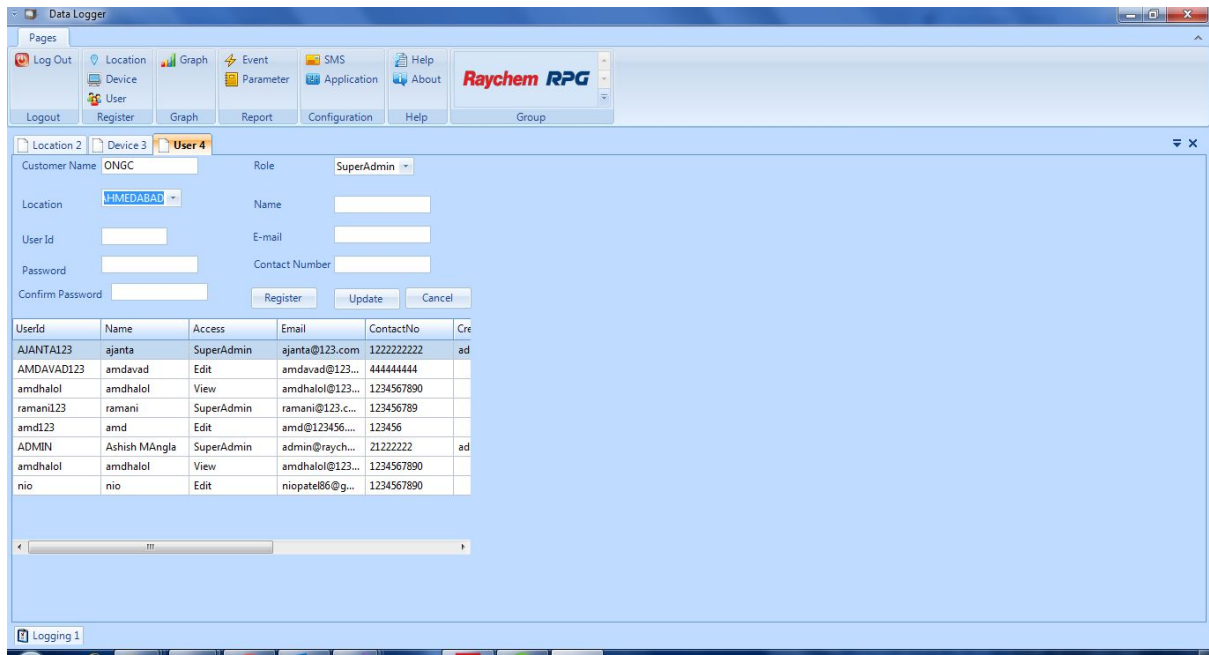 Data Logger
Pages
Log Out Location Graph Event SMS Help
Device Parameter Application About
User
Raychem RPG
Logout Register Graph Report Configuration Help Group
Location 2 Device 3 User 4
Customer Name ONGC Role SuperAdmin
Location AHMEDABAD Name
User Id E-mail
Password Contact Number
Confirm Password Register Update Cancel
UserId Name Access Email ContactNo Cre
AJANTA123 ajanta SuperAdmin ajanta@123.com 1222222222 ad
AMDAVAD123 amdavad Edit amdavad@123... 444444444
amdhalol amdhalol View amdhalol@123... 1234567890
ramani123 ramani SuperAdmin ramani@123.c... 123456789
amd123 amd Edit amd@123456.... 123456
ADMIN Ashish MAngla SuperAdmin admin@raych... 21222222 ad
amdhalol amdhalol View amdhalol@123... 1234567890
nio nio Edit niopatel86@g... 1234567890
Logging 1